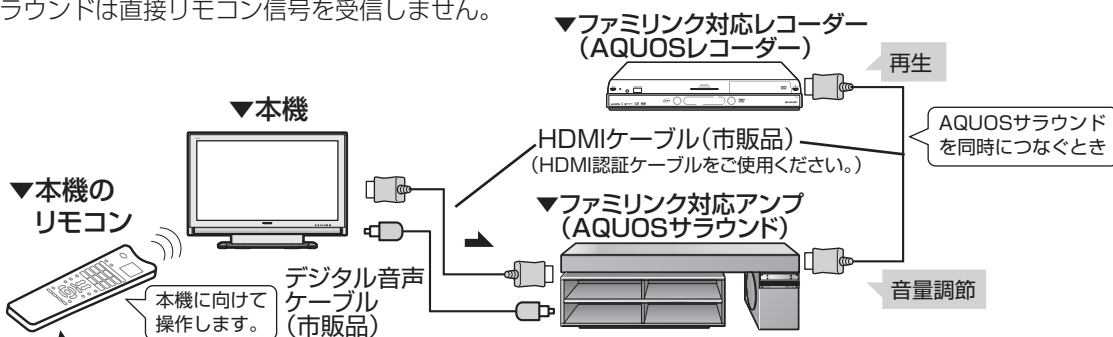 ラウンドは直接リモコン信号を受信しません。
▼ファミリンク対応レコーダー
（AQUOSレコーダー）
再生
▼本機
HDMIケーブル（市販品）
（HDMI認証ケーブルをご使用ください。）
AQUOSサラウンド
を同時につなぐとき
▼本機の
リモコン
▼ファミリンク対応アンプ
（AQUOSサラウンド）
デジタル音声
ケーブル
（市販品）
本機に向けて
操作します。
音量調節